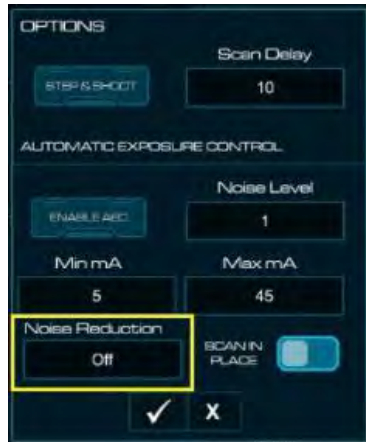 OPTIONS
Scan Delay
STEP & SHOOT
10
AUTOMATIC EXPOSURE CONTROL
Noise Level
ENABLE AEC
1
Min mA
Max mA
5
45
Noise Reduction
Off
SCAN IN
PLACE
✓ X